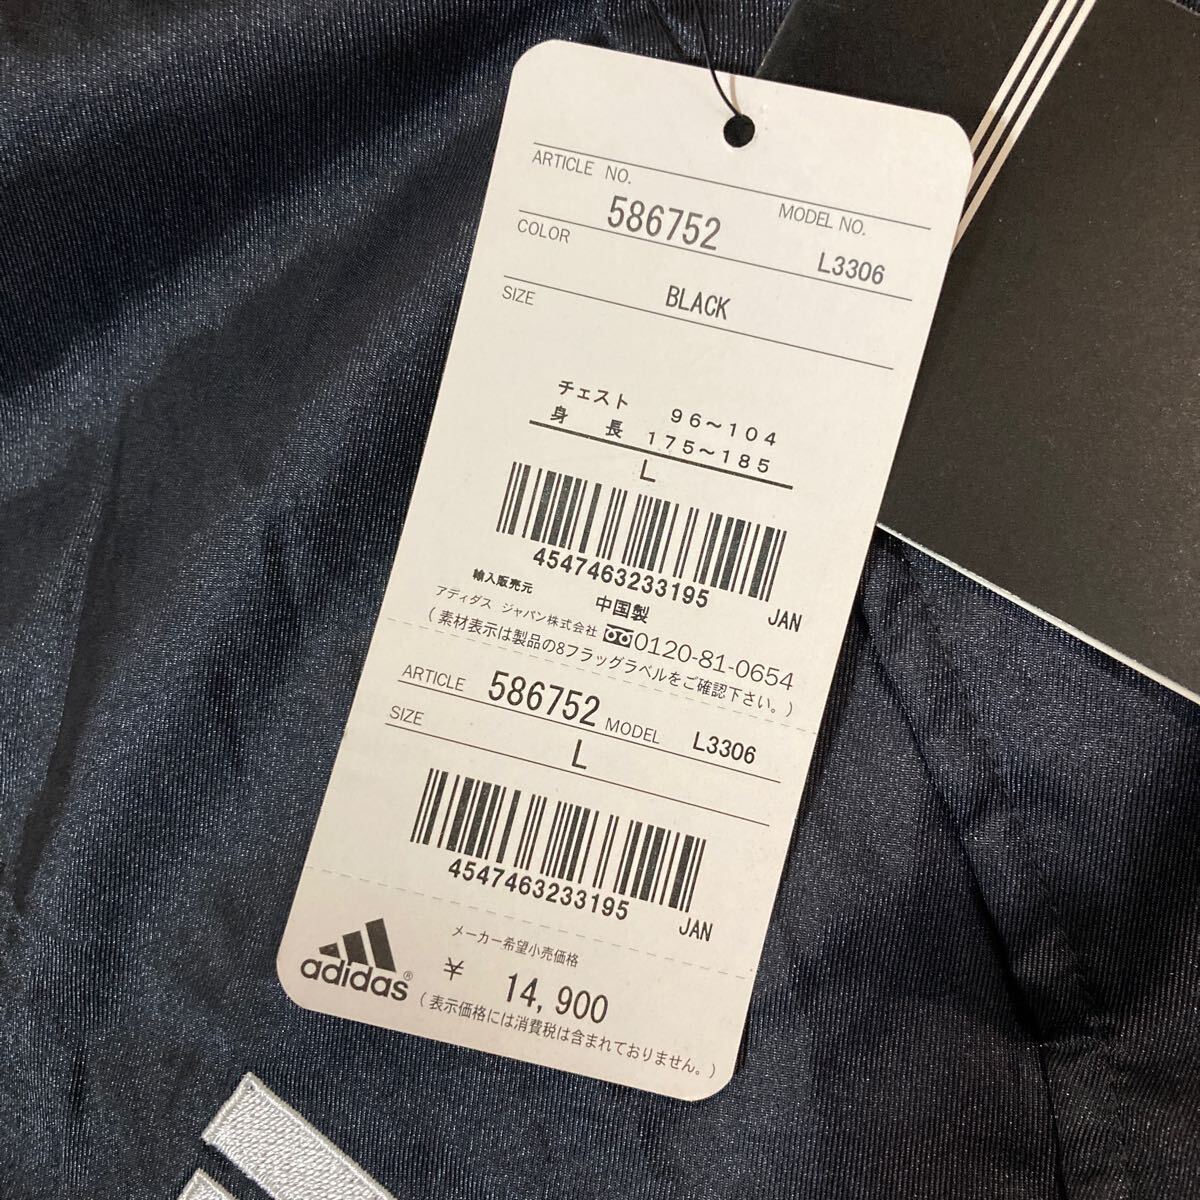 ARTICLE NO.
586752
MODEL NO.
L3306
COLOR
BLACK
SIZE
チェスト 96～104
身 長 175～185
L
4547463233195
JAN
輸入販売元
中国製
アディダス ジャパン株式会社 0120-81-0654
(素材表示は製品の8フラッグラベルをご確認下さい。)
ARTICLE 586752 MODEL L3306
SIZE
L
4547463233195
JAN
メーカー希望小売価格
adidas®
¥ 14,900
(表示価格には消費税は含まれておりません。)